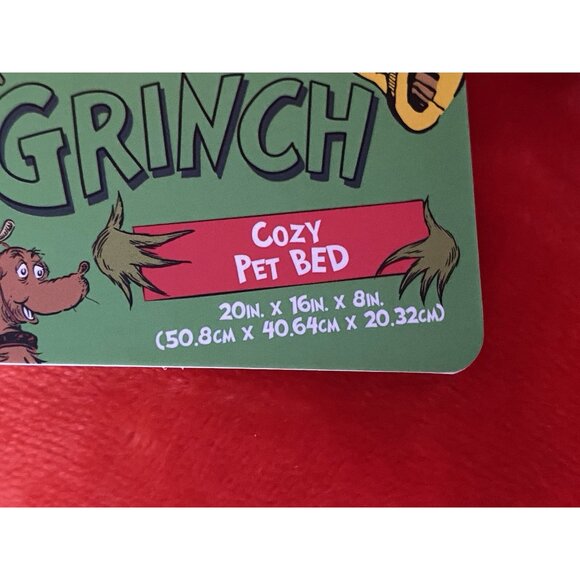 GRINCH
COZY
PET BED
20IN. X 16IN. X 8IN.
(50.8CM X 40.64CM X 20.32CM)